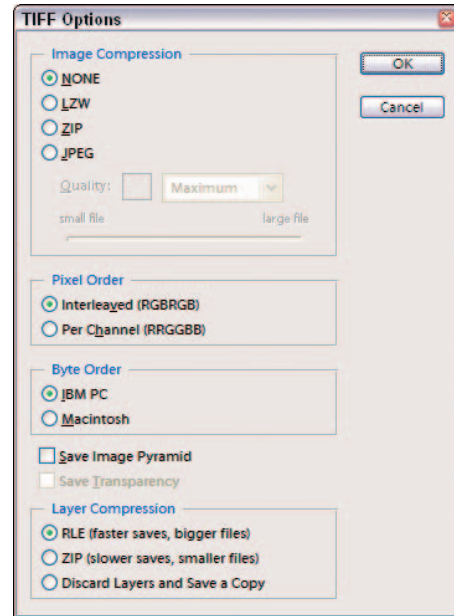 TIFF Options
Image Compression
NONE
LZW
ZIP
JPEG
Quality: Maximum
small file large file
OK
Cancel
Pixel Order
Interleaved (RGBRGB)
Per Channel (RRGGBB)
Byte Order
IBM PC
Macintosh
Save Image Pyramid
Save Transparency
Layer Compression
RLE (faster saves, bigger files)
ZIP (slower saves, smaller files)
Discard Layers and Save a Copy